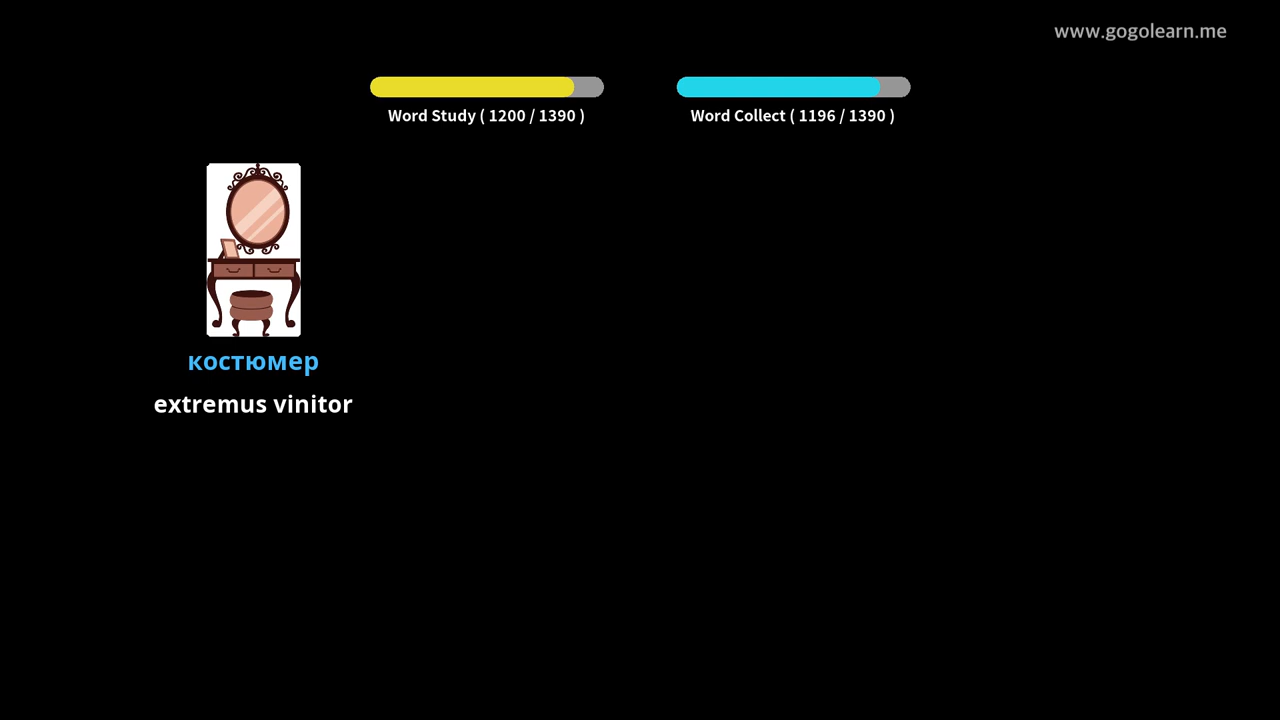 www.gogolearn.me
Word Study ( 1200 / 1390 )
Word Collect ( 1196 / 1390 )
костюмер
extremus vinitor